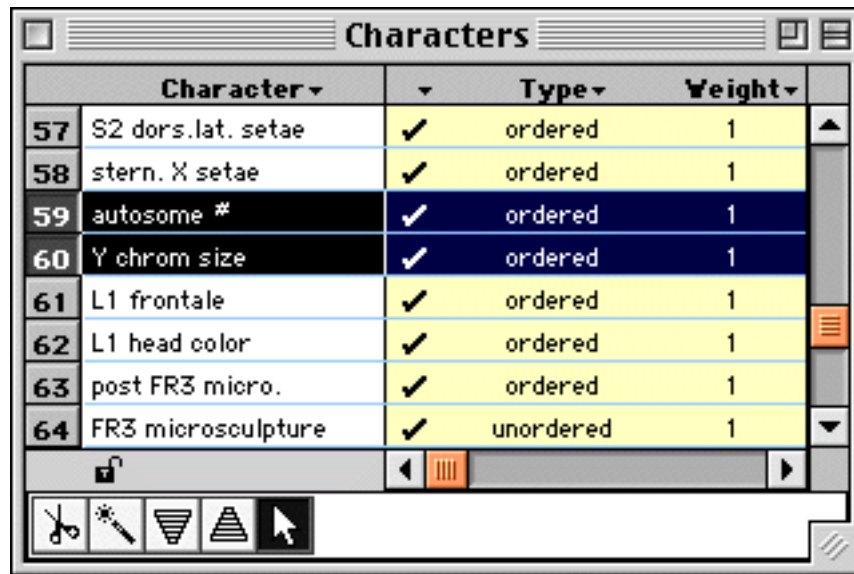 Characters
Character Type Weight
57 S2 dors.lat. setae ordered 1
58 stern. X setae ordered 1
59 autosome # ordered 1
60 Y chrom size ordered 1
61 L1 frontale ordered 1
62 L1 head color ordered 1
63 post FR3 micro. ordered 1
64 FR3 microsculpture unordered 1